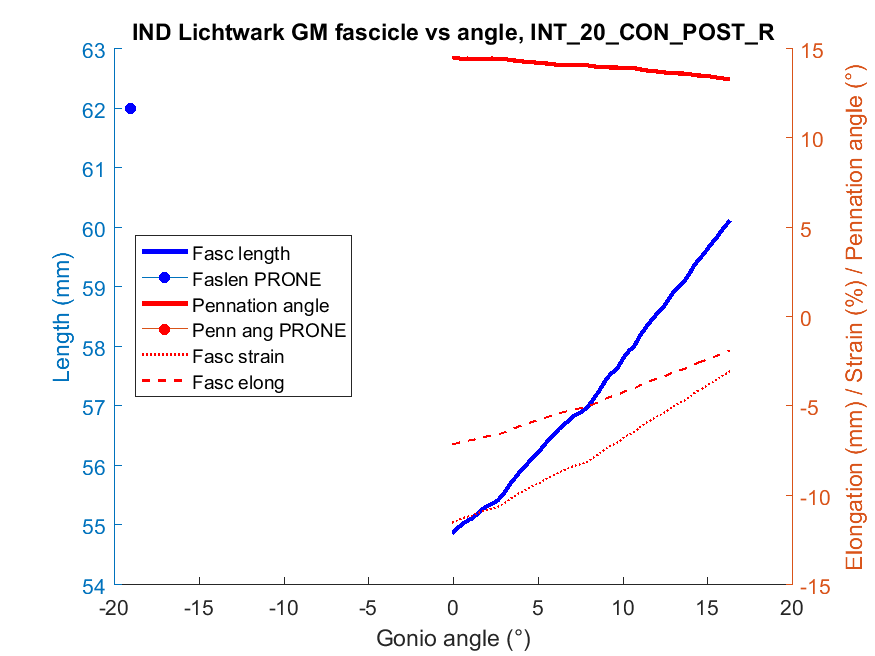 IND Lichtwark GM fascicle vs angle, INT_20_CON_POST_R
63
62
61
60
59
58
57
56
55
54
Length (mm)
Fasc length
Faslen PRONE
Pennation angle
Penn ang PRONE
Fasc strain
Fasc elong
15
10
5
0
-5
-10
-15
Elongation (mm) / Strain (%) / Pennation angle (°)
-20 -15 -10 -5 0 5 10 15 20
Gonio angle (°)